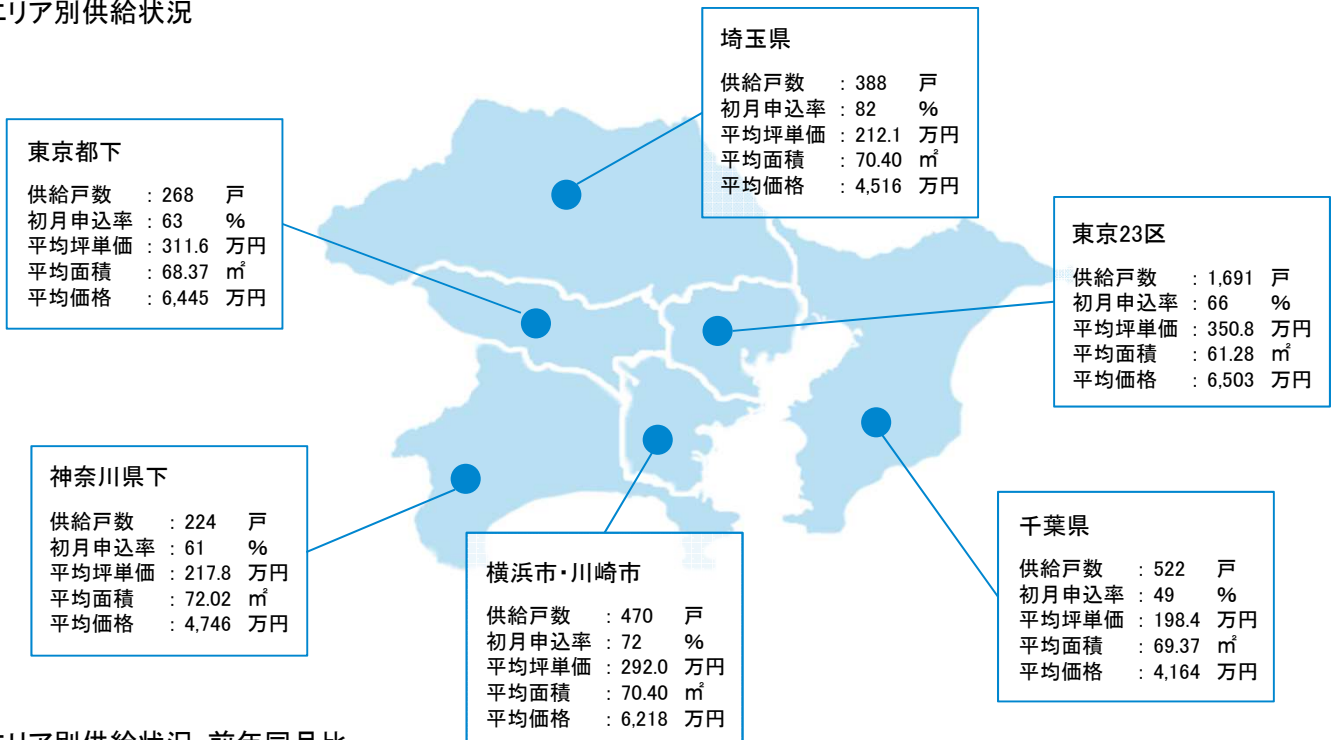 エリア別供給状況
埼玉県
供給戸数 : 388 戸
初月申込率 : 82 %
平均坪単価 : 212.1 万円
平均面積 : 70.40 ㎡
平均価格 : 4,516 万円
東京都下
供給戸数 : 268 戸
初月申込率 : 63 %
平均坪単価 : 311.6 万円
平均面積 : 68.37 ㎡
平均価格 : 6,445 万円
東京23区
供給戸数 : 1,691 戸
初月申込率 : 66 %
平均坪単価 : 350.8 万円
平均面積 : 61.28 ㎡
平均価格 : 6,503 万円
神奈川県下
供給戸数 : 224 戸
初月申込率 : 61 %
平均坪単価 : 217.8 万円
平均面積 : 72.02 ㎡
平均価格 : 4,746 万円
横浜市・川崎市
供給戸数 : 470 戸
初月申込率 : 72 %
平均坪単価 : 292.0 万円
平均面積 : 70.40 ㎡
平均価格 : 6,218 万円
千葉県
供給戸数 : 522 戸
初月申込率 : 49 %
平均坪単価 : 198.4 万円
平均面積 : 69.37 ㎡
平均価格 : 4,164 万円
エリア別供給状況 前年同月比